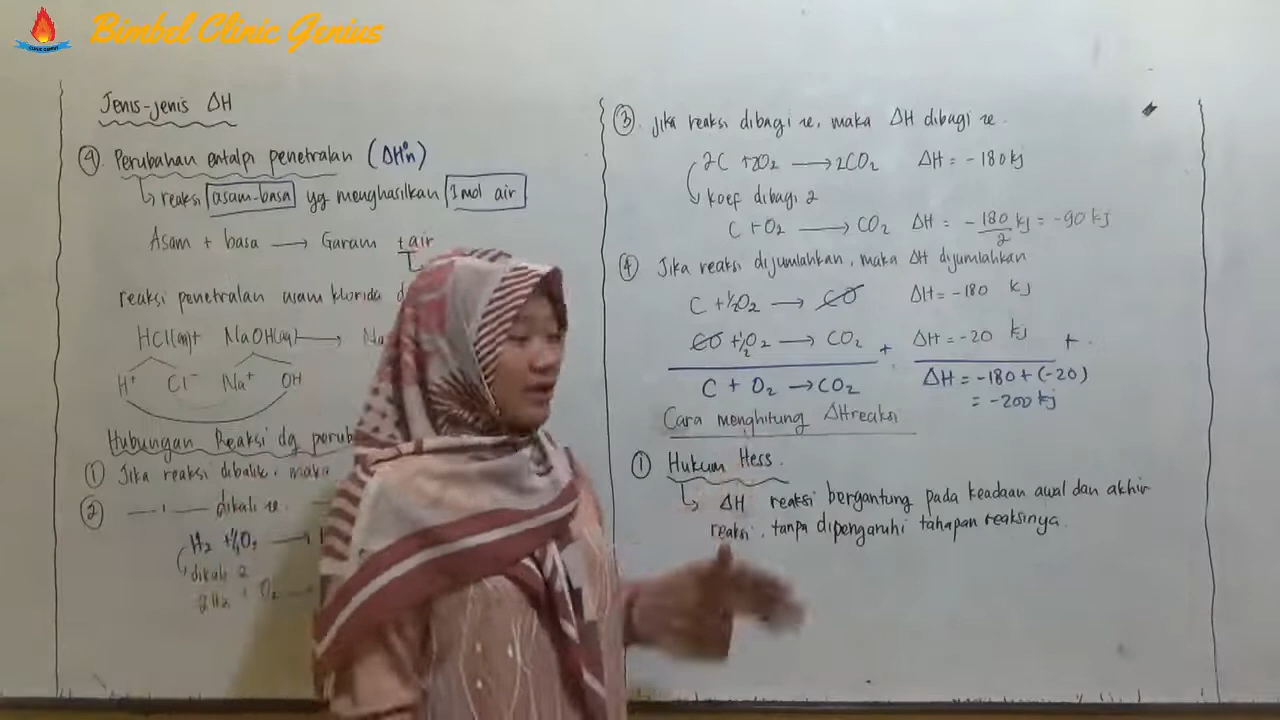 Bimbel Clinic Genius
CLINIC GENIUS
Jenis-jenis ΔH
④ Perubahan entalpi penetralan (ΔH°n)
↳ reaksi asam-basa yg menghasilkan 1 mol air
Asam + basa → Garam + air
reaksi penetralan asam klorida
HCl(aq) + NaOH(aq) → Na
H⁺ Cl⁻ Na⁺ OH
Hubungan Reaksi dg perub
① Jika reaksi dibalik, maka
② —〃— dikali x.
H₂ + ½O₂ →
dikali 2
2H₂ + O₂ →
③ Jika reaksi dibagi x, maka ΔH dibagi x.
2C + 2O₂ → 2CO₂ ΔH = -180 kJ
↳ koef dibagi 2
C + O₂ → CO₂ ΔH = -180/2 kJ = -90 kJ
④ Jika reaksi dijumlahkan, maka ΔH dijumlahkan
C + ½O₂ → CO ΔH = -180 kJ
CO + ½O₂ → CO₂ + ΔH = -20 kJ +
C + O₂ → CO₂ ΔH = -180 + (-20)
= -200 kJ
Cara menghitung ΔHreaksi
① Hukum Hess.
↳ ΔH reaksi bergantung pada keadaan awal dan akhir
reaksi, tanpa dipengaruhi tahapan reaksinya.